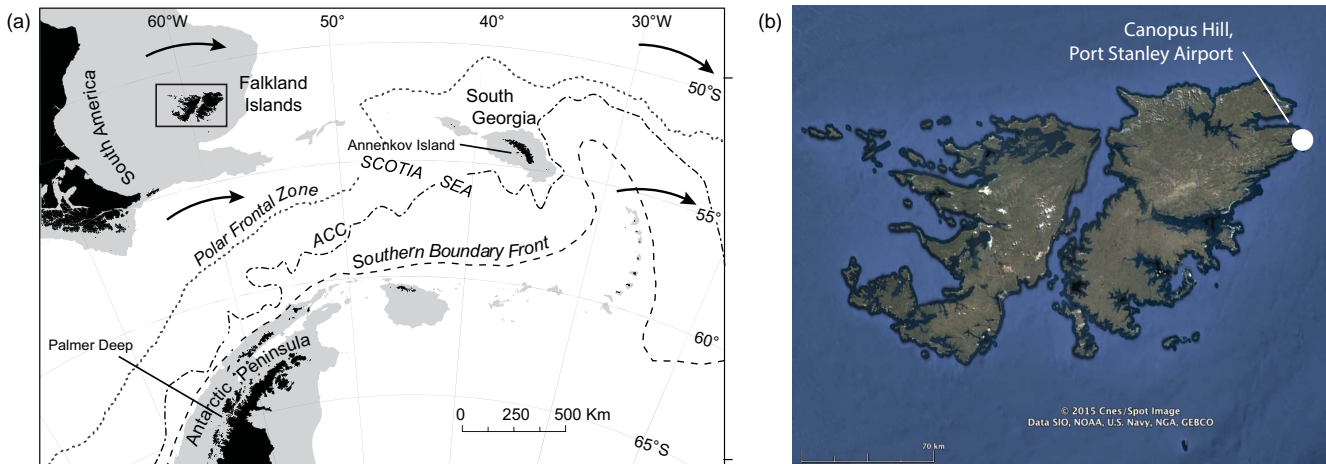 (a)
60°W
50°
40°
30°W
Falkland
Islands
South America
50°S
South
Georgia
Annenkov Island
SCOTIA SEA
Polar Frontal Zone
55°
ACC
Southern Boundary Front
60°
Palmer Deep
Antarctic Peninsula
0 250 500 Km
65°S
(b)
Canopus Hill,
Port Stanley Airport
© 2015 Cnes/Spot Image
Data SIO, NOAA, U.S. Navy, NGA, GEBCO
70 km